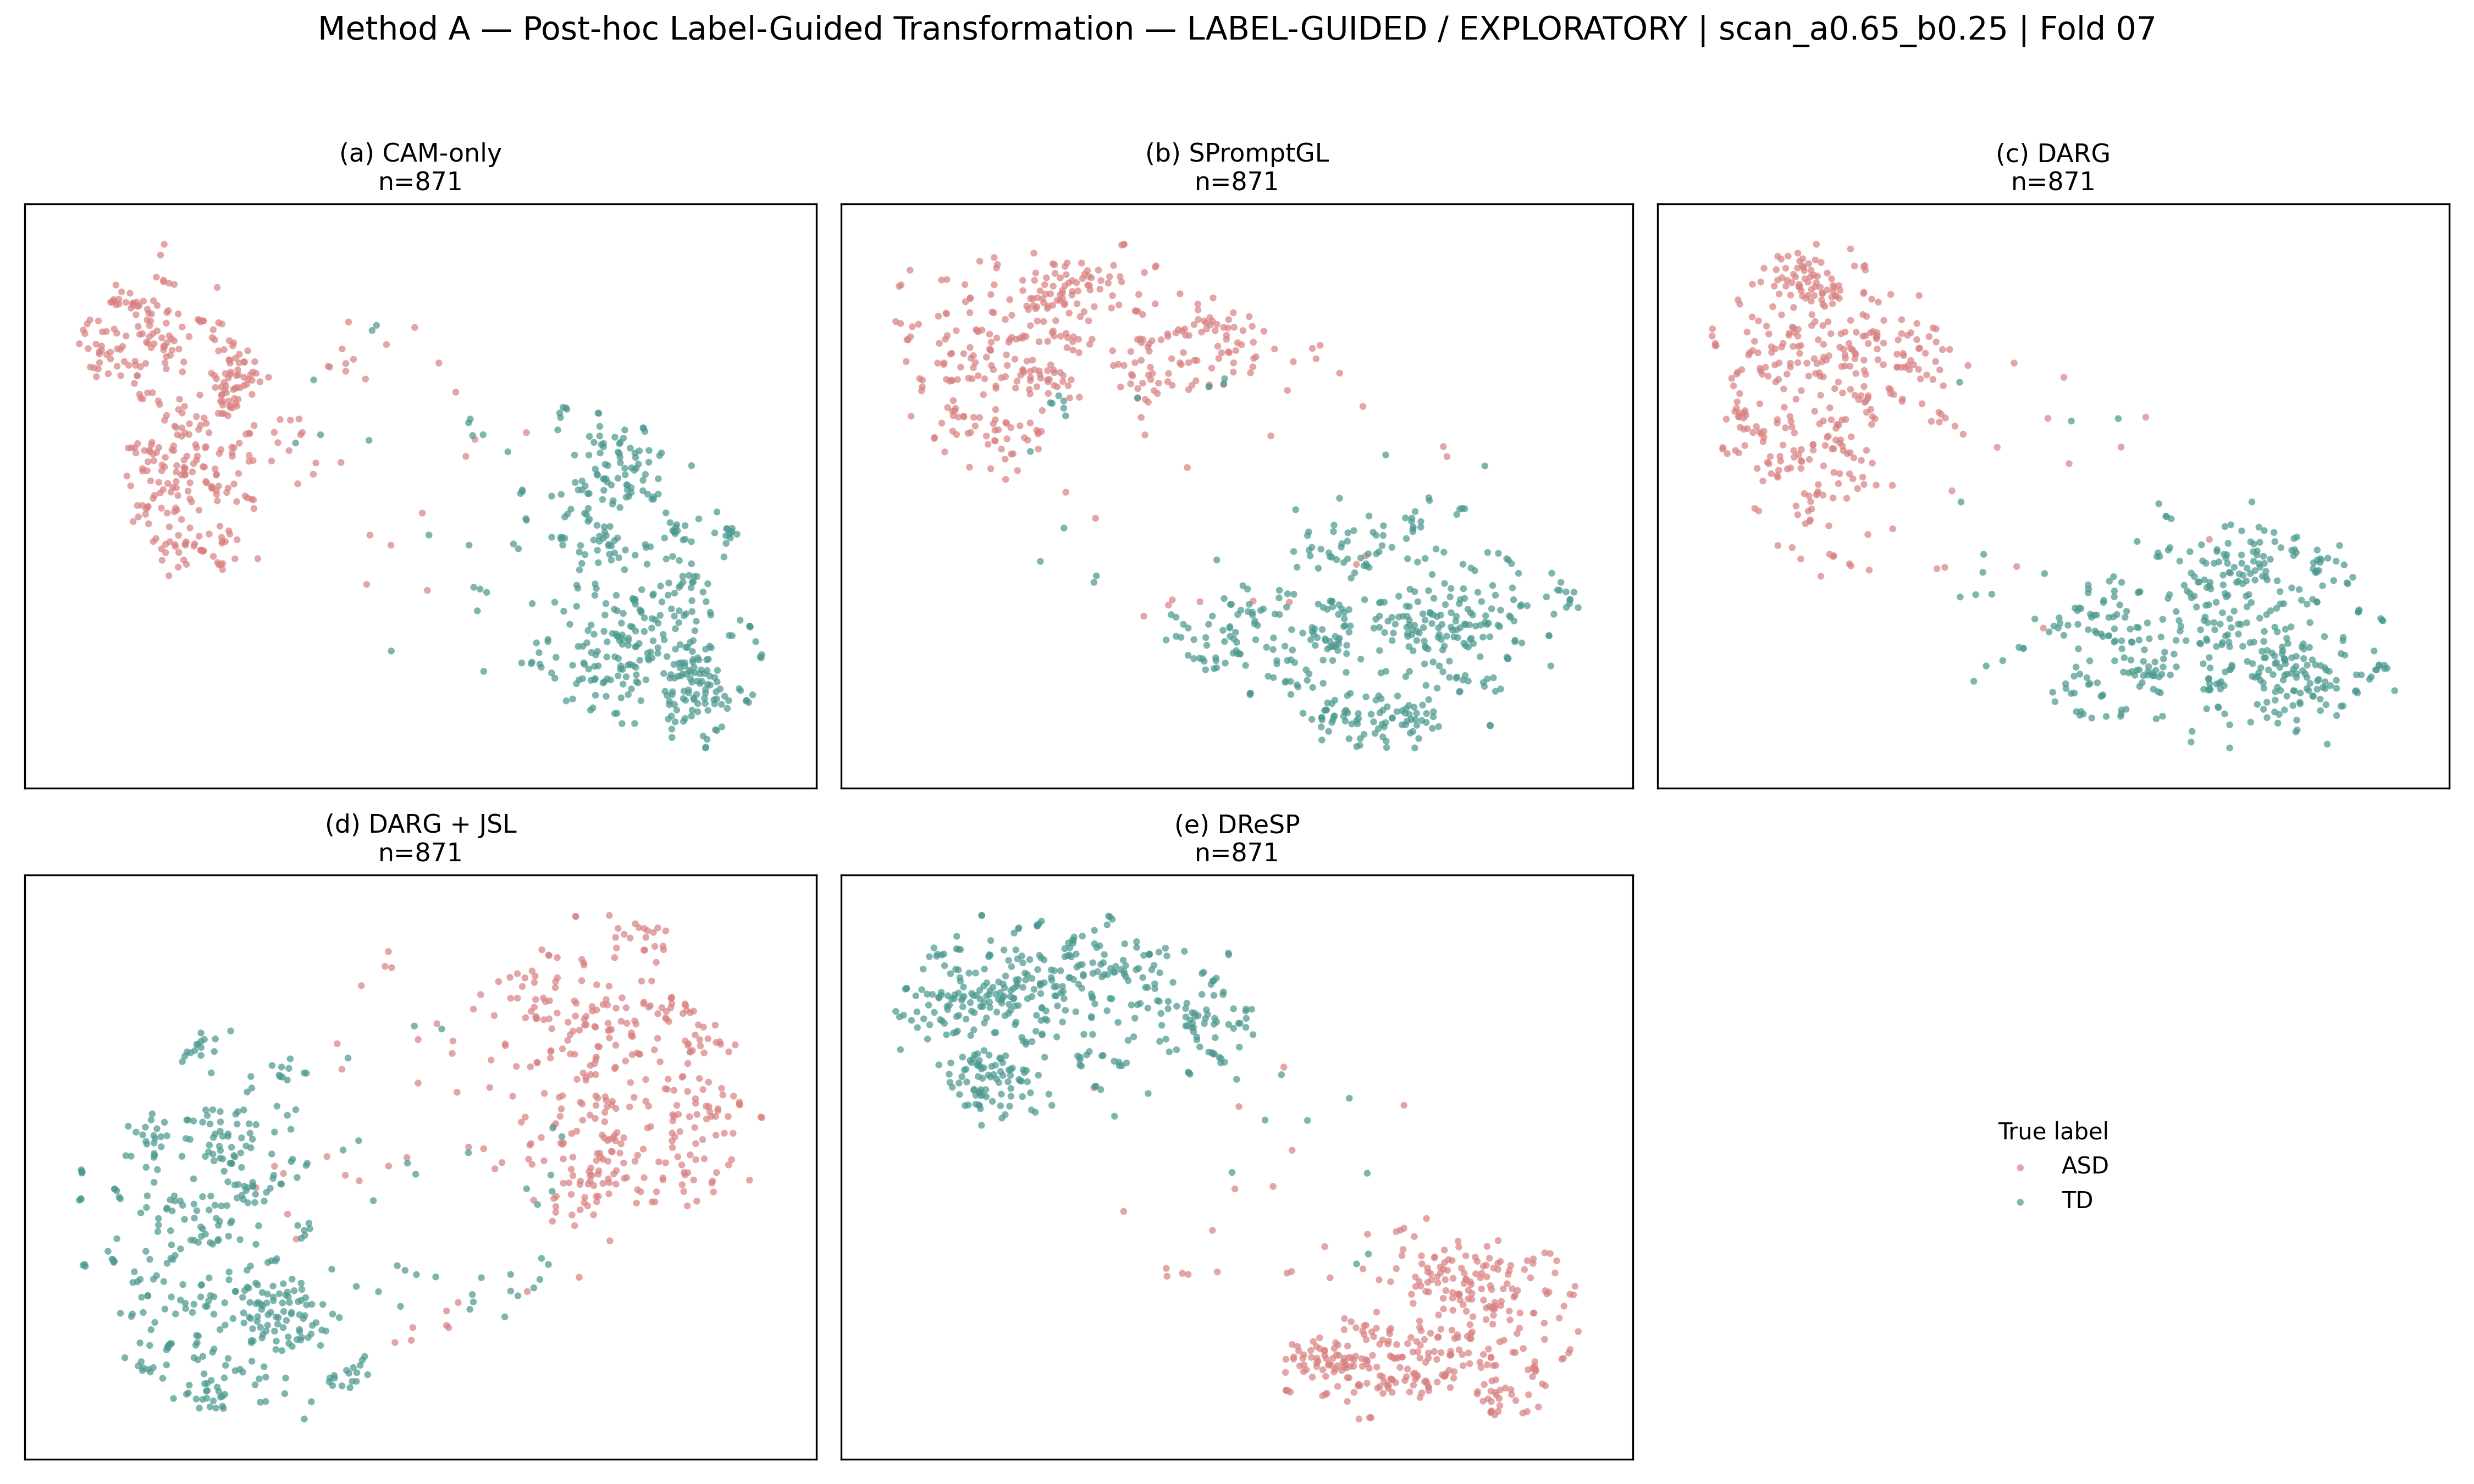 Method A — Post-hoc Label-Guided Transformation — LABEL-GUIDED / EXPLORATORY | scan_a0.65_b0.25 | Fold 07
(a) CAM-only
n=871
(b) SPromptGL
n=871
(c) DARG
n=871
(d) DARG + JSL
n=871
(e) DReSP
n=871
True label
ASD
TD